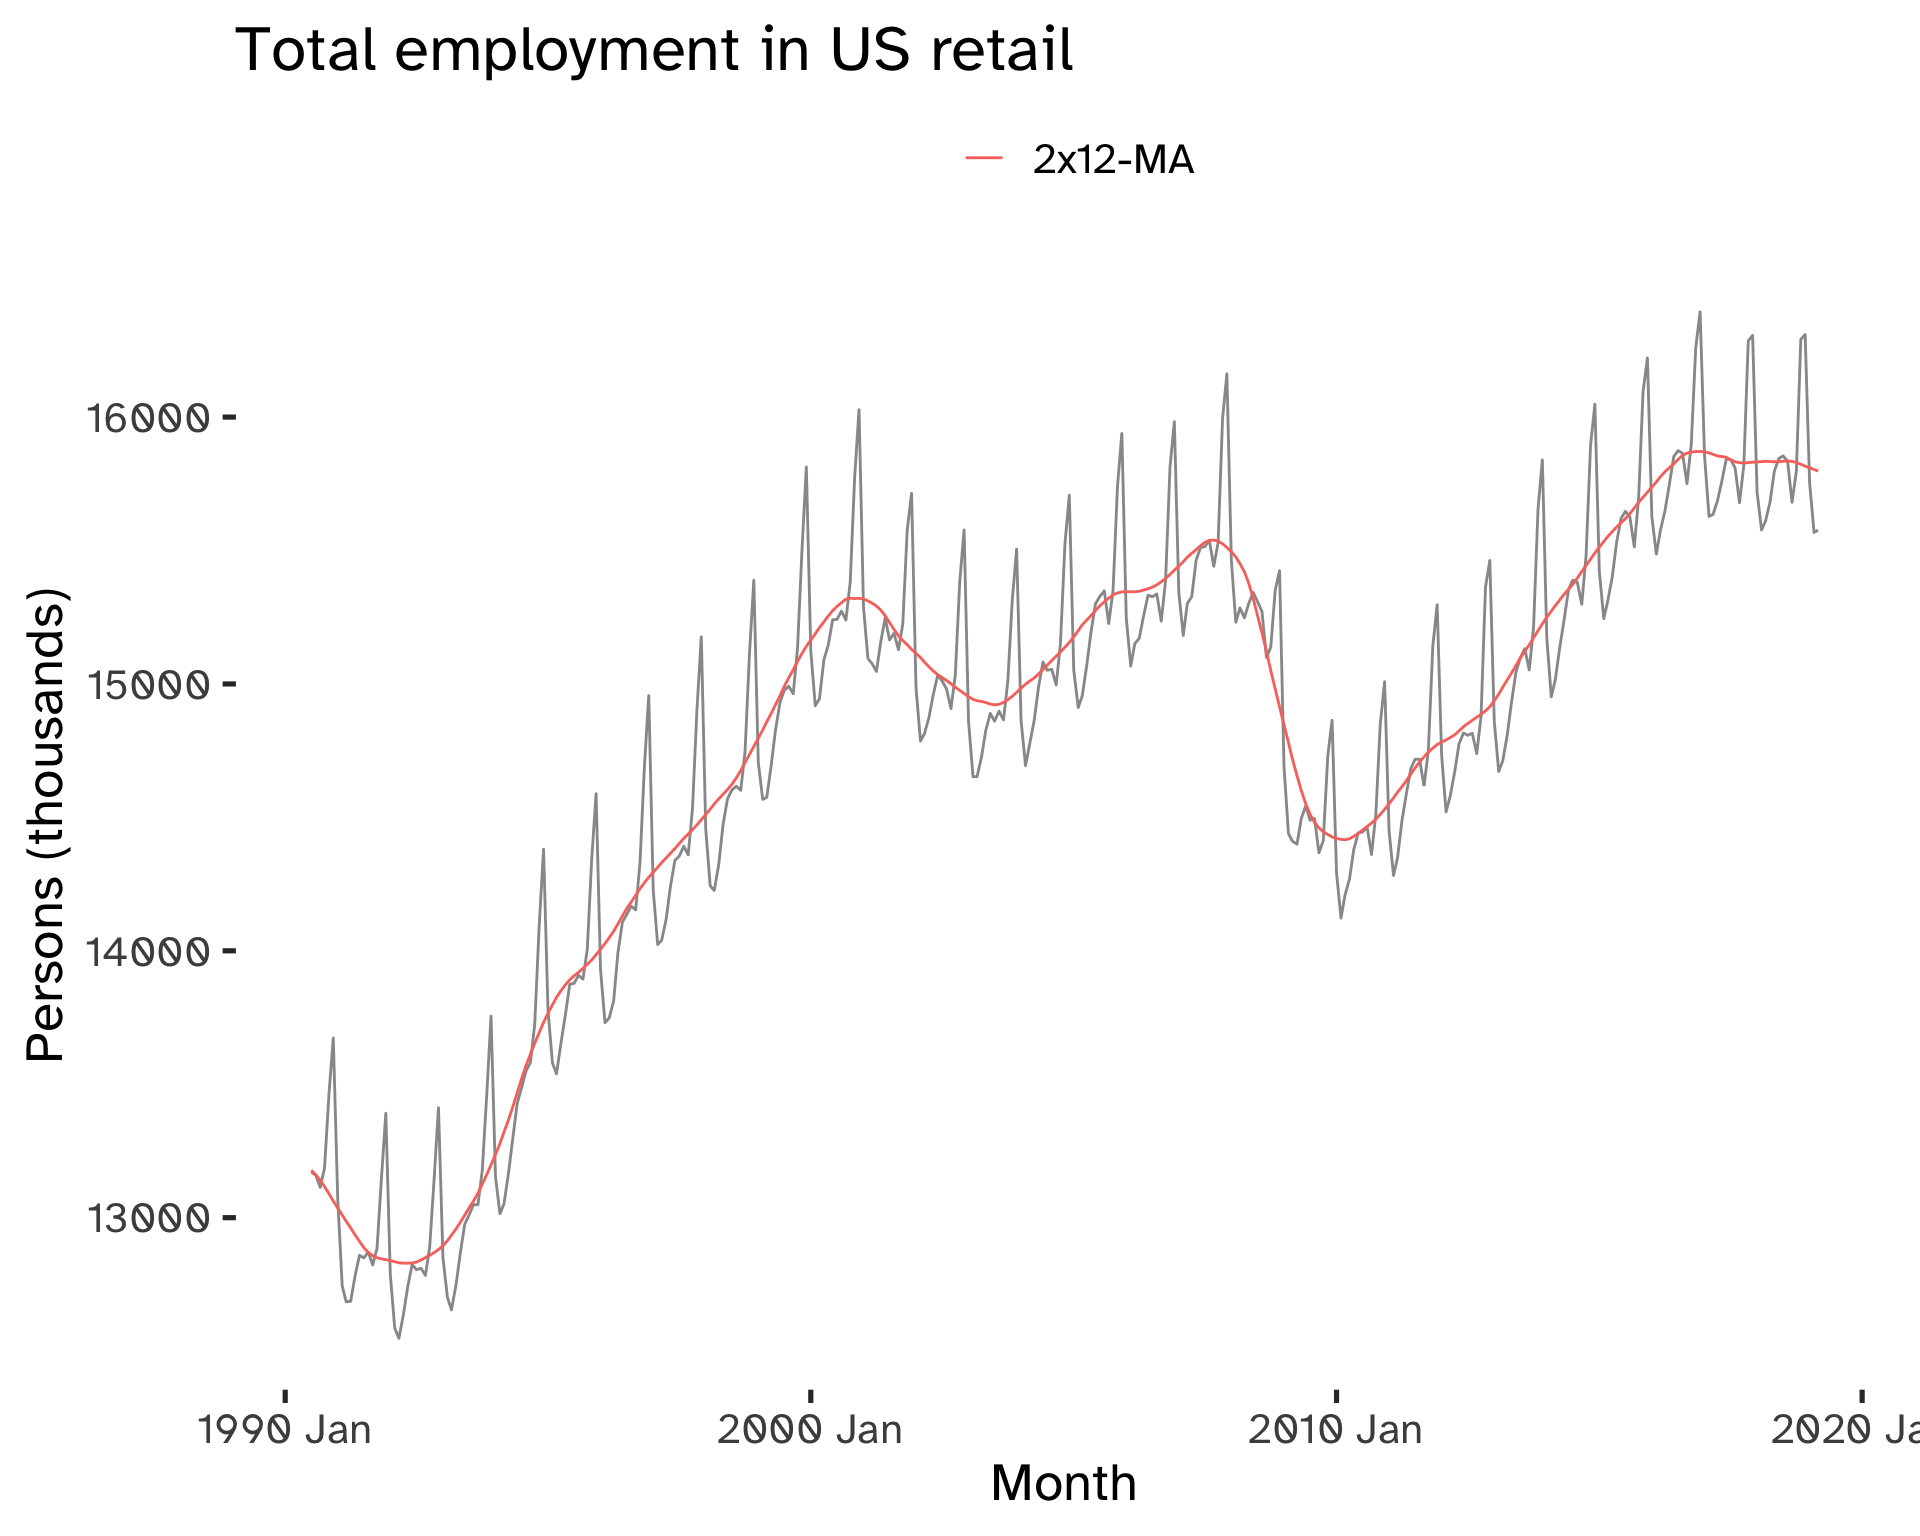 Total employment in US retail
2x12-MA
Persons (thousands)
16000
15000
14000
13000
1990 Jan
2000 Jan
2010 Jan
2020 Ja
Month